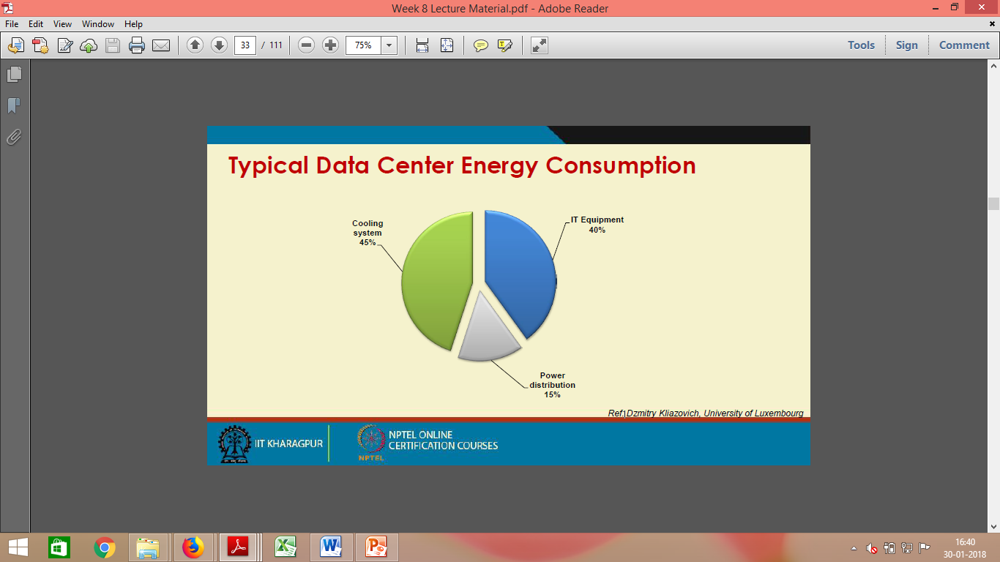 Week 8 Lecture Material.pdf - Adobe Reader
File Edit View Window Help
33 / 111 75% Tools Sign Comment
Typical Data Center Energy Consumption
Cooling
system
45%
IT Equipment
40%
Power
distribution
15%
Ref:|Dzmitry Kliazovich, University of Luxembourg
IIT KHARAGPUR
NPTEL ONLINE
CERTIFICATION COURSES
NPTEL
16:40
30-01-2018